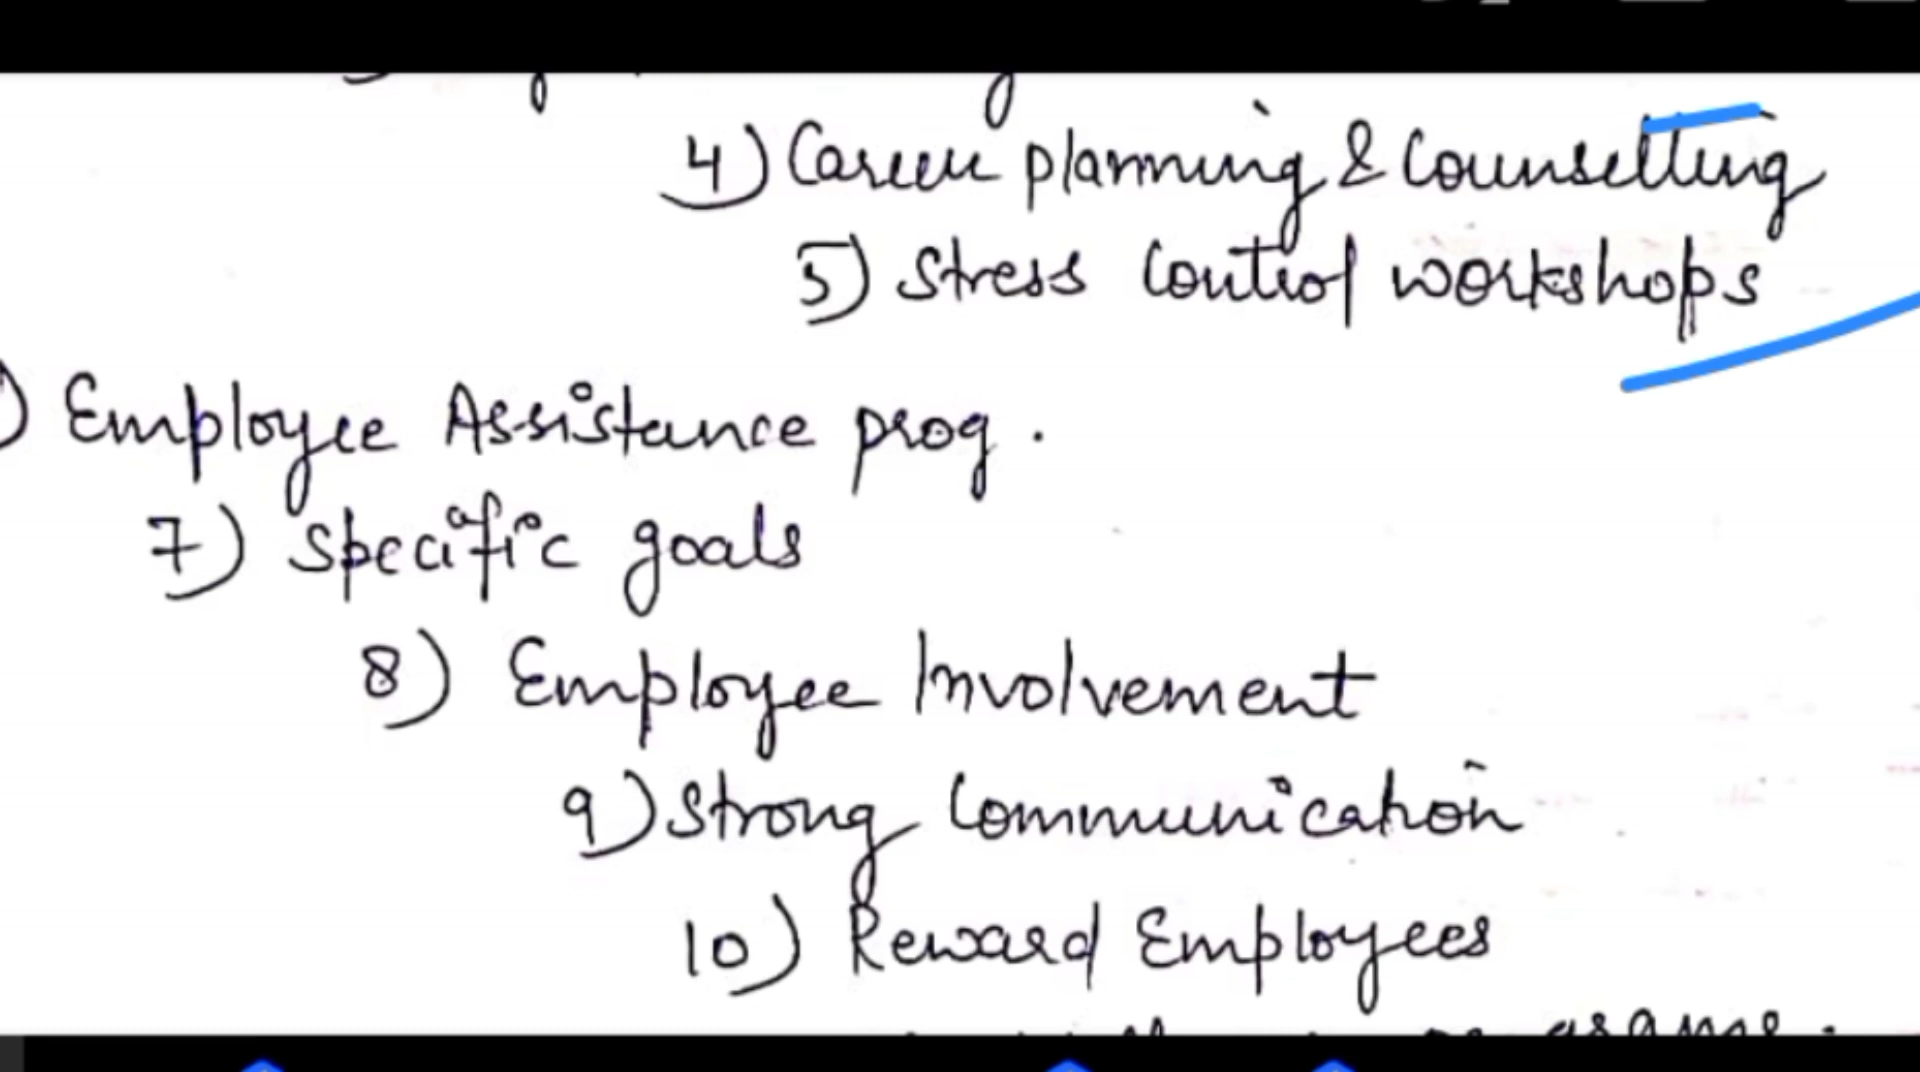 4) Career planning & Counselling
5) Stress Control workshops
) Employee Assistance prog.
7) Specific goals
8) Employee Involvement
9) Strong Communication
10) Reward Employees